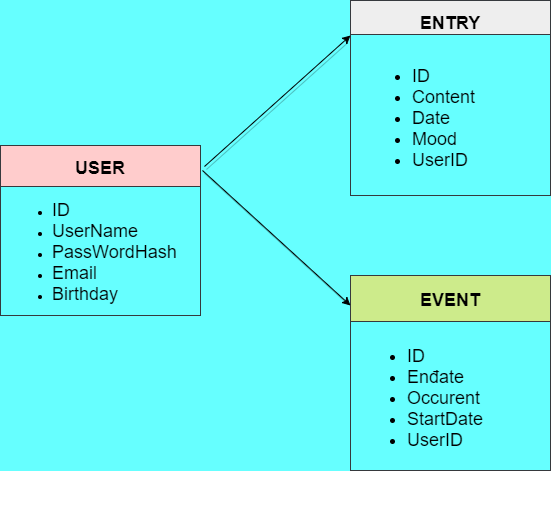 ENTRY
ID
Content
Date
Mood
UserID
USER
ID
UserName
PassWordHash
Email
Birthday
EVENT
ID
Enđate
Occurent
StartDate
UserID